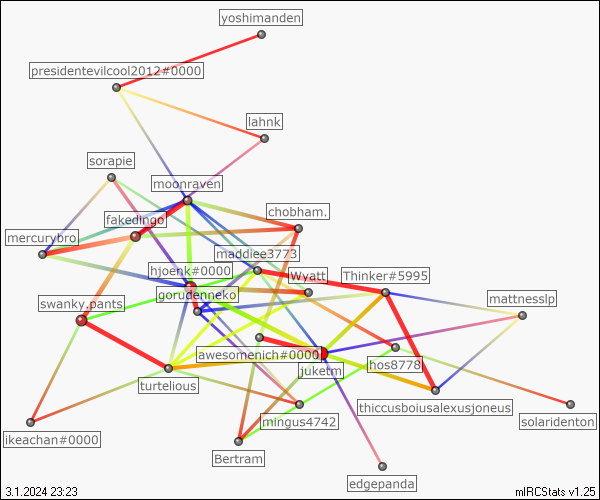 yoshimanden
presidentevilcool2012#0000
lahnk
sorapie
moonraven
chobham.
fakedingo
mercurybro
maddiee3773
hjoenk#0000
Wyatt
Thinker#5995
gorudenneko
mattnesslp
swanky.pants
awesomenich#0000
juketm
hos8778
turtelious
thiccusboiusalexusjoneus
mingus4742
solaridenton
ikeachan#0000
Bertram
edgepanda
3.1.2024 23:23
mIRCStats v1.25